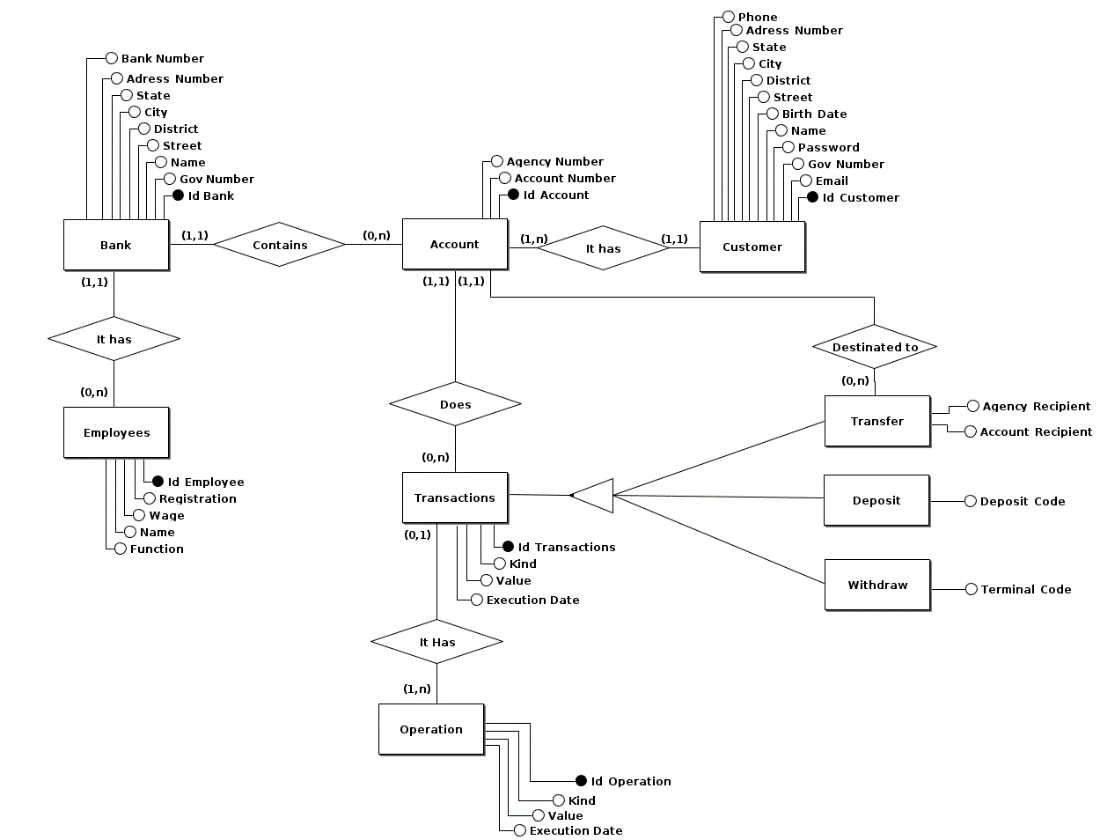 Phone
Adress Number
State
City
District
Street
Birth Date
Name
Password
Gov Number
Email
Id Customer
Bank Number
Adress Number
State
City
District
Street
Name
Gov Number
Id Bank
Agency Number
Account Number
Id Account
Bank
(1,1)
Contains
(0,n)
Account
(1,n)
It has
(1,1)
Customer
(1,1)
(1,1)
(1,1)
It has
Destinated to
(0,n)
(0,n)
Does
Employees
Transfer
Agency Recipient
Account Recipient
(0,n)
Id Employee
Registration
Wage
Name
Function
Transactions
Deposit
Deposit Code
(0,1)
Id Transactions
Kind
Value
Execution Date
Withdraw
Terminal Code
It Has
(1,n)
Operation
Id Operation
Kind
Value
Execution Date